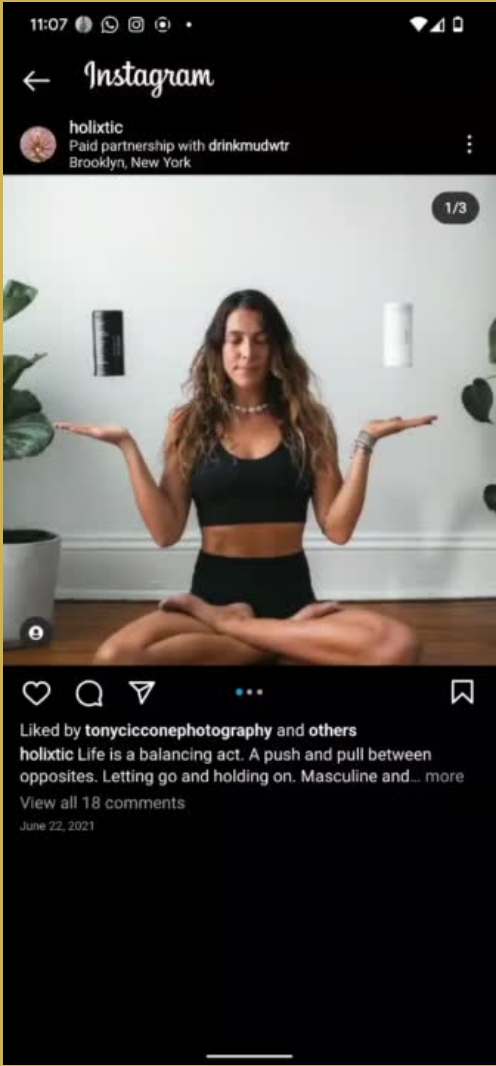 11:07
Instagram
holixtic
Paid partnership with drinkmudwtr
Brooklyn, New York
1/3
Liked by tonycicconephotography and others
holixtic Life is a balancing act. A push and pull between
opposites. Letting go and holding on. Masculine and... more
View all 18 comments
June 22, 2021